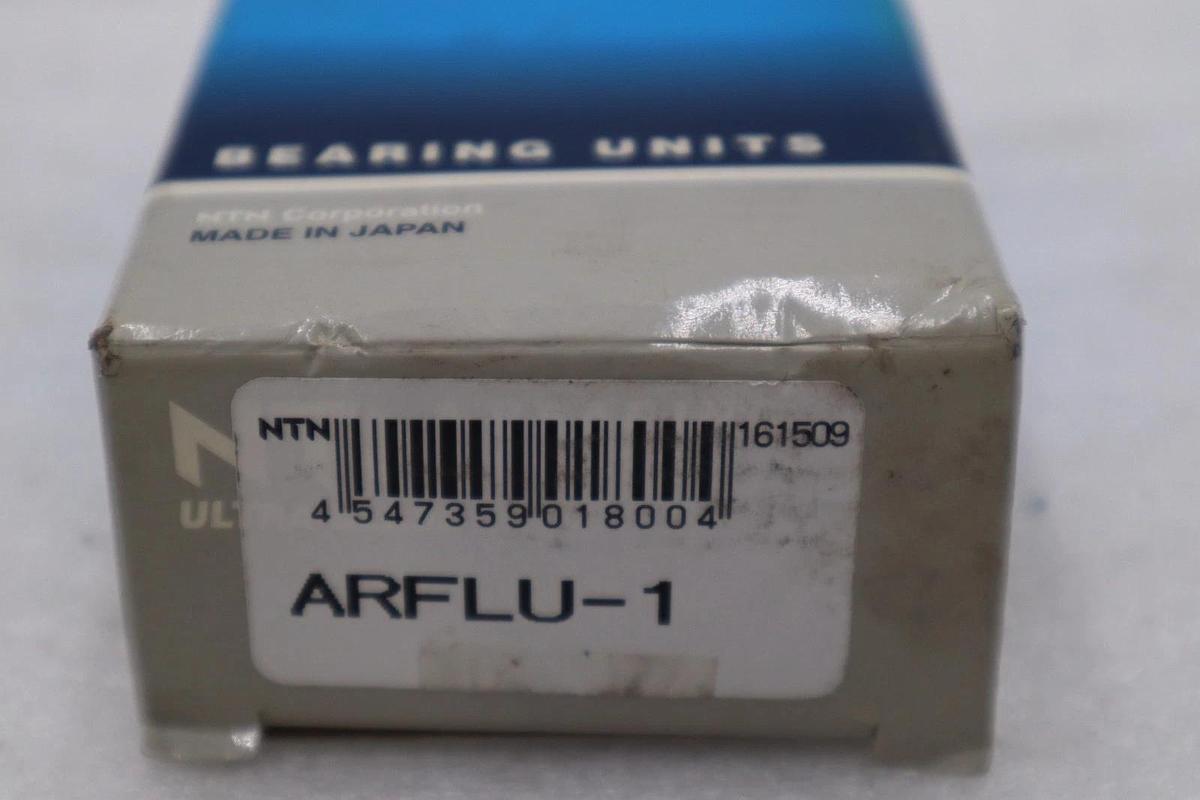 BEARING UNITS
NTN Corporation
MADE IN JAPAN
NTN 161509
4 547359 018004
ARFLU-1